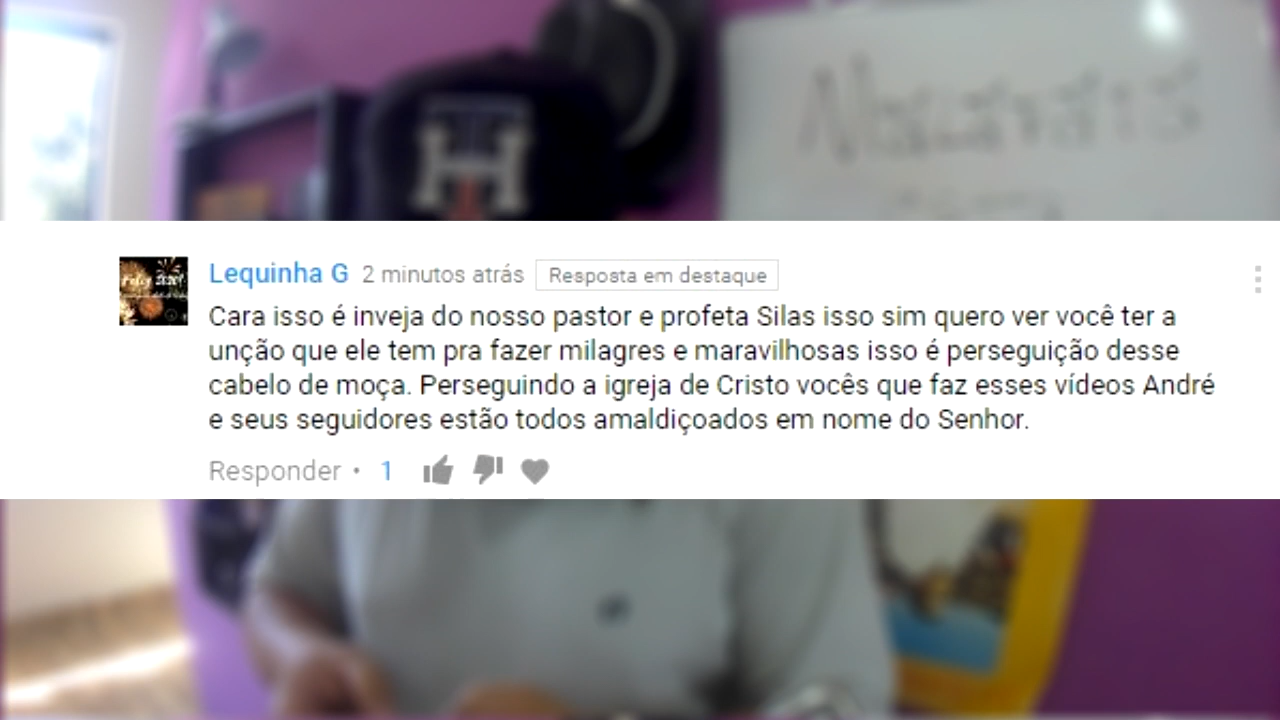 H
Lequinha G 2 minutos atrás Resposta em destaque
Cara isso é inveja do nosso pastor e profeta Silas isso sim quero ver você ter a
unção que ele tem pra fazer milagres e maravilhosas isso é perseguição desse
cabelo de moça. Perseguindo a igreja de Cristo vocês que faz esses vídeos André
e seus seguidores estão todos amaldiçoados em nome do Senhor.
Responder • 1